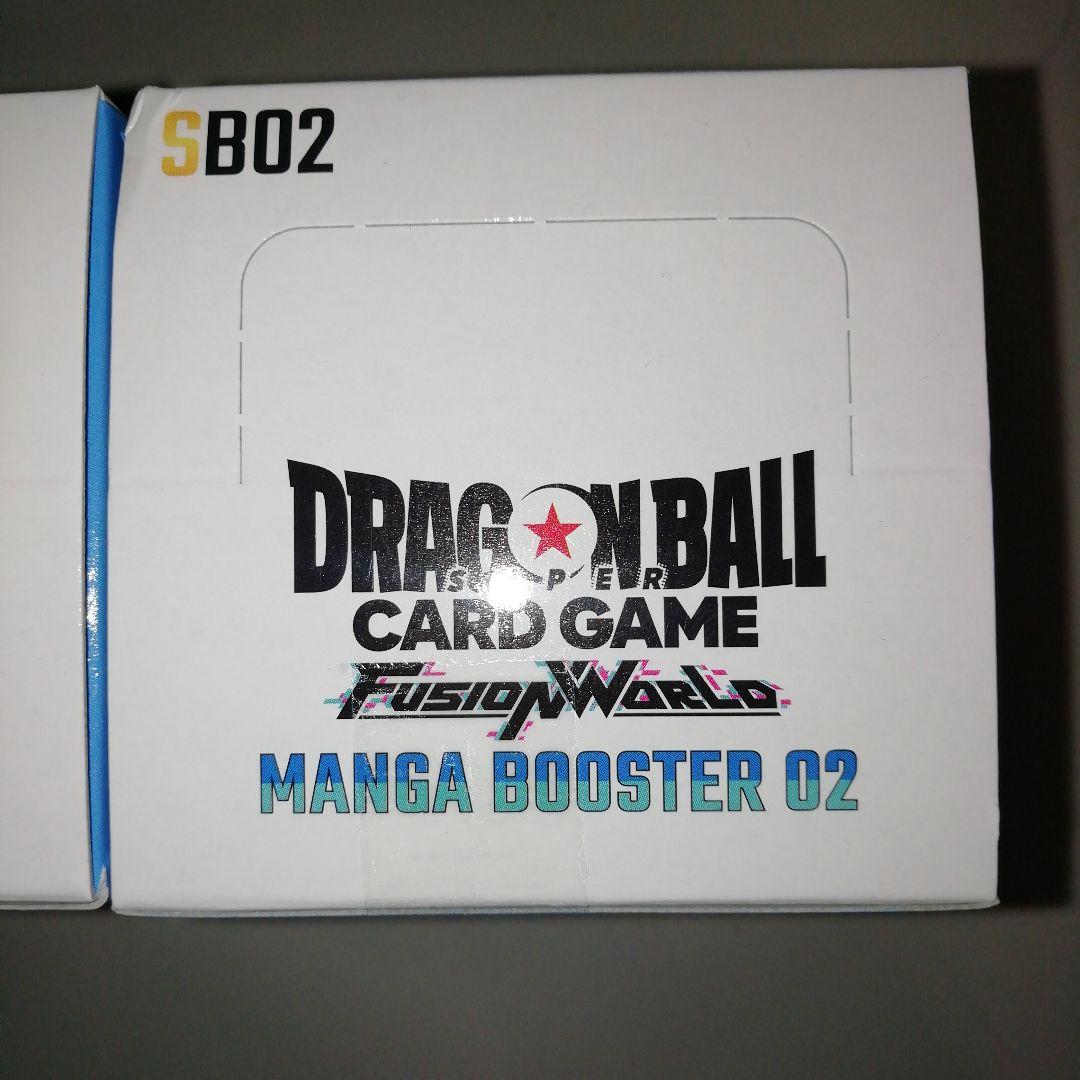 SB02
DRAGON BALL
SUPER
CARD GAME
FUSION WORLD
MANGA BOOSTER 02